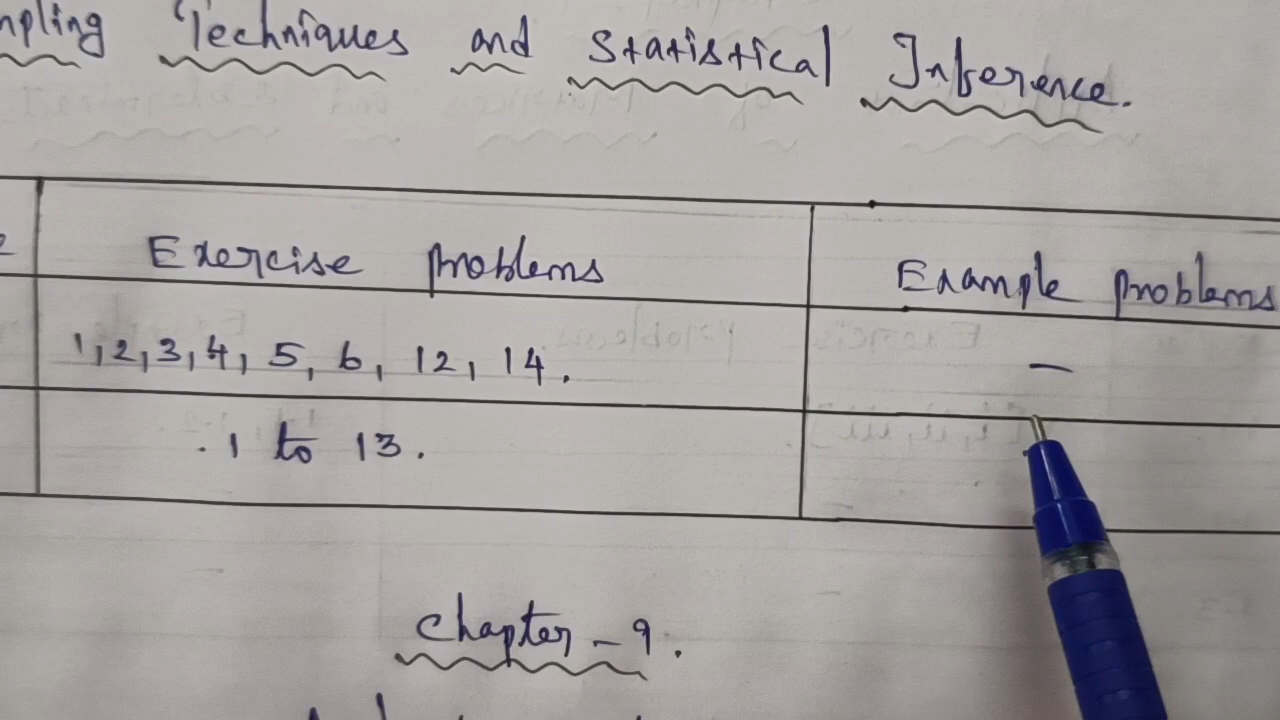 Techniques and Statistical Inference.
Exercise problems Example problems
1, 2, 3, 4, 5, 6, 12, 14. —
. 1 to 13.
Chapter - 9.